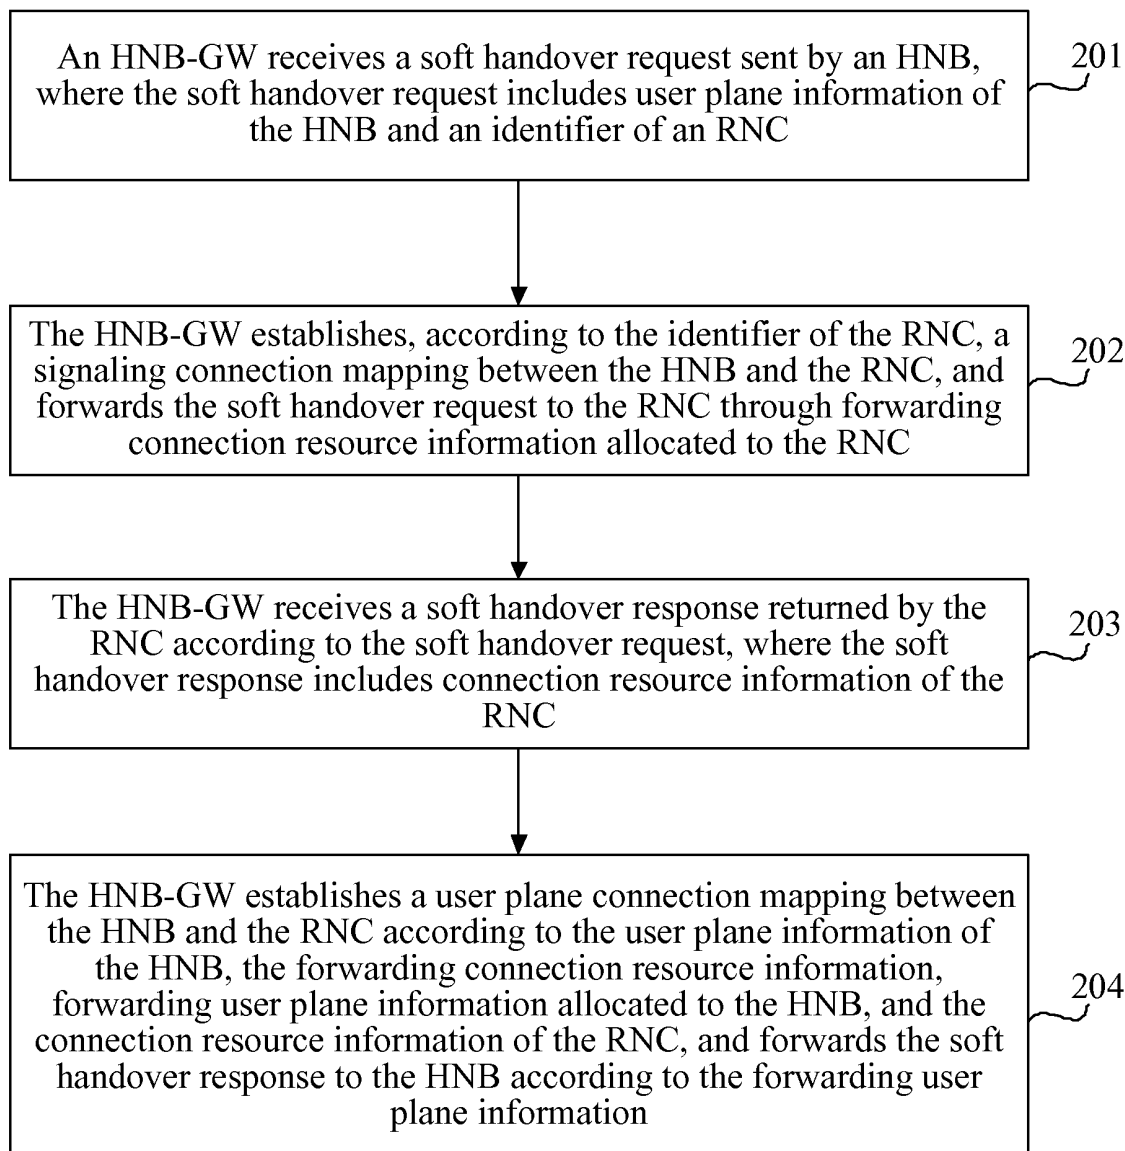 An HNB-GW receives a soft handover request sent by an HNB,
where the soft handover request includes user plane information of
the HNB and an identifier of an RNC
201
The HNB-GW establishes, according to the identifier of the RNC, a
signaling connection mapping between the HNB and the RNC, and
forwards the soft handover request to the RNC through forwarding
connection resource information allocated to the RNC
202
The HNB-GW receives a soft handover response returned by the
RNC according to the soft handover request, where the soft
handover response includes connection resource information of the
RNC
203
The HNB-GW establishes a user plane connection mapping between
the HNB and the RNC according to the user plane information of
the HNB, the forwarding connection resource information,
forwarding user plane information allocated to the HNB, and the
connection resource information of the RNC, and forwards the soft
handover response to the HNB according to the forwarding user
plane information
204